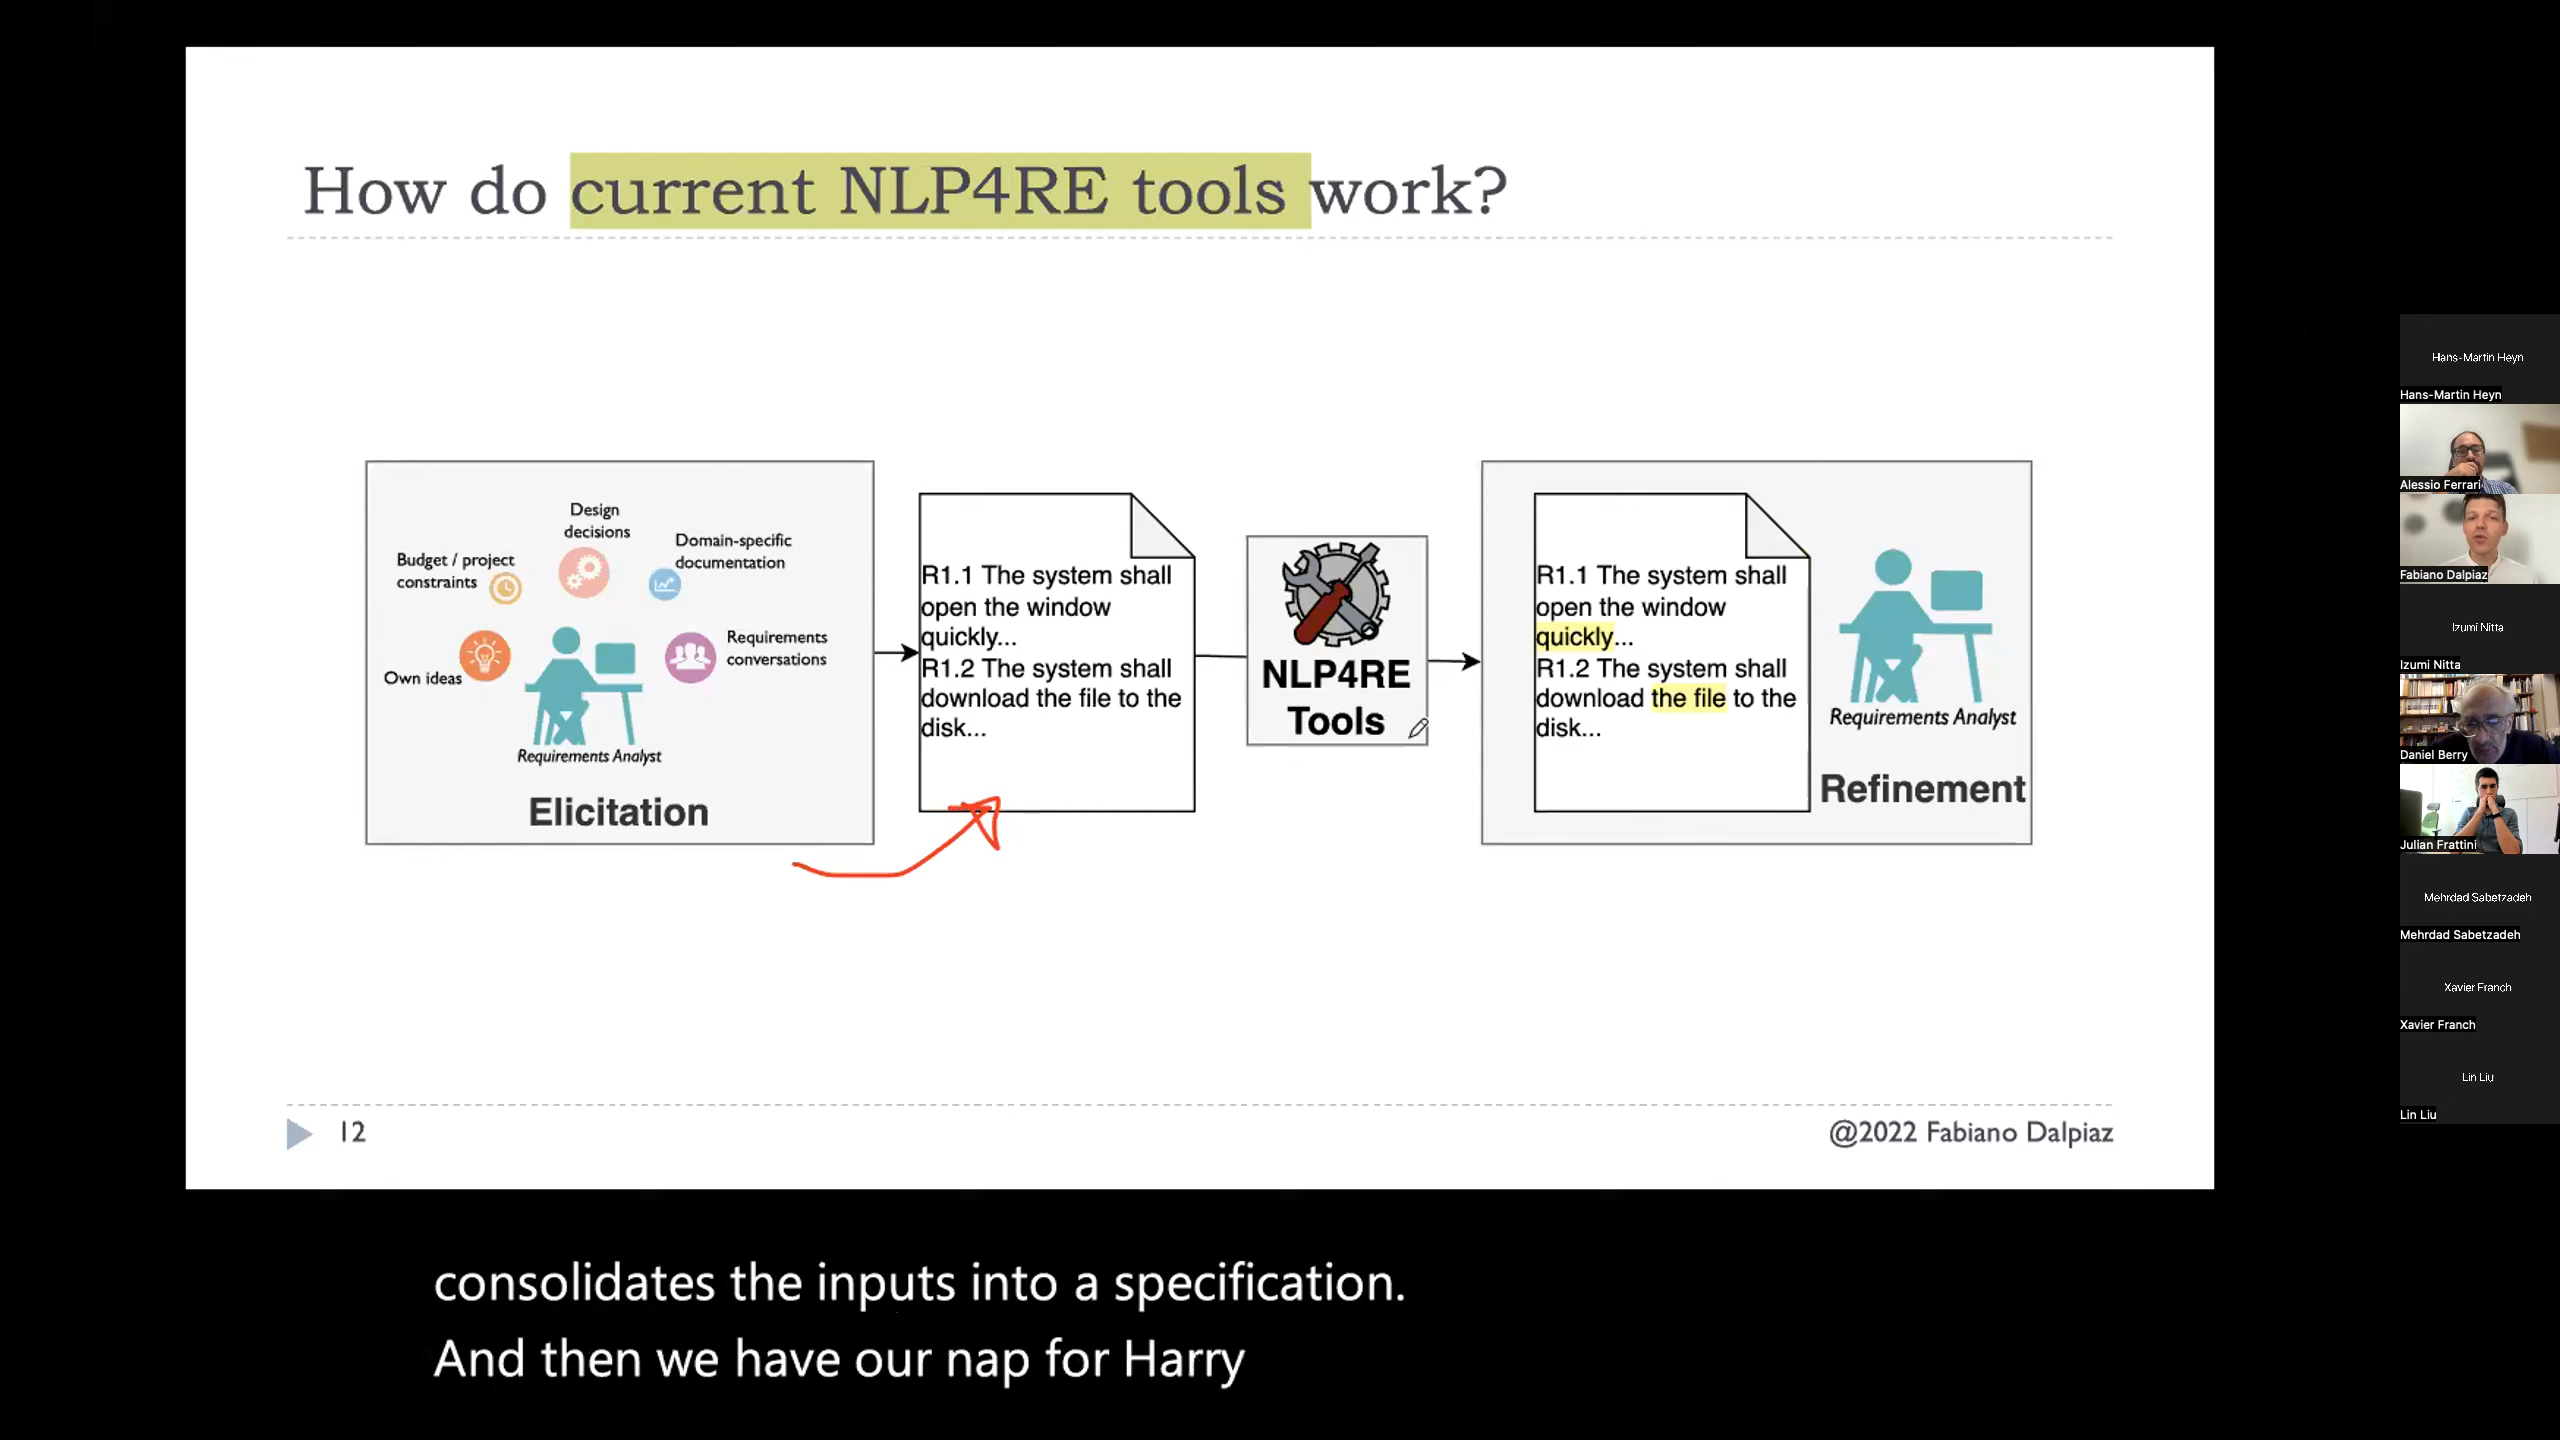 How do current NLP4RE tools work?
Design
decisions
Domain-specific
documentation
Budget / project
constraints
Requirements
conversations
Own ideas
Requirements Analyst
Elicitation
R1.1 The system shall
open the window
quickly...
R1.2 The system shall
download the file to the
disk...
NLP4RE
Tools
R1.1 The system shall
open the window
quickly...
R1.2 The system shall
download the file to the
disk...
Requirements Analyst
Refinement
12
@2022 Fabiano Dalpiaz
Hans-Martin Heyn
Hans-Martin Heyn
Alessio Ferrari
Fabiano Dalpiaz
Izumi Nitta
Izumi Nitta
Daniel Berry
Julian Frattini
Mehrdad Sabetzadeh
Mehrdad Sabetzadeh
Xavier Franch
Xavier Franch
Lin Liu
Lin Liu
consolidates the inputs into a specification.
And then we have our nap for Harry